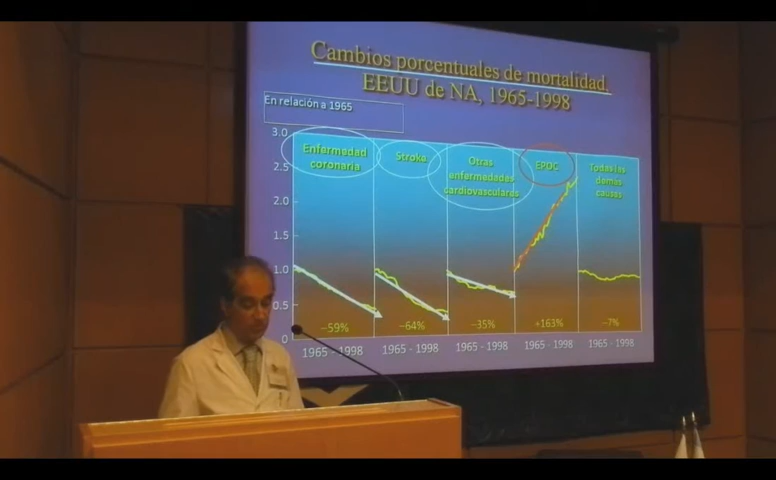 Cambios porcentuales de mortalidad.
EEUU de NA, 1965-1998
En relación a 1965
3.0
2.5
2.0
1.5
1.0
0.5
0
Enfermedad
coronaria
Stroke
Otras
enfermedades
cardiovasculares
EPOC
Todas las
demás
causas
–59%
–64%
–35%
+163%
–7%
1965 - 1998
1965 - 1998
1965 - 1998
1965 - 1998
1965 - 1998